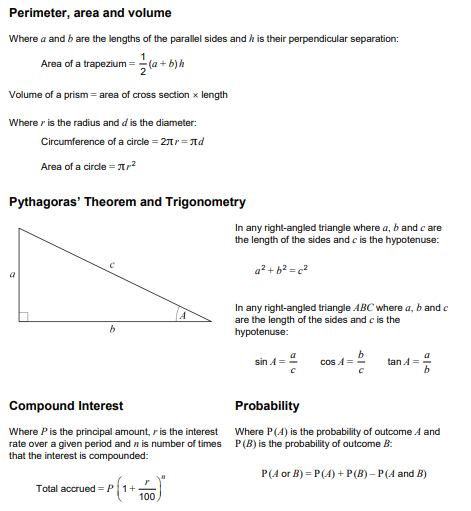 Perimeter, area and volume
Where a and b are the lengths of the parallel sides and h is their perpendicular separation:
Area of a trapezium = 1/2 (a + b) h
Volume of a prism = area of cross section × length
Where r is the radius and d is the diameter:
Circumference of a circle = 2πr = πd
Area of a circle = πr²
Pythagoras' Theorem and Trigonometry
a
c
b
A
In any right-angled triangle where a, b and c are
the length of the sides and c is the hypotenuse:
a² + b² = c²
In any right-angled triangle ABC where a, b and c
are the length of the sides and c is the
hypotenuse:
sin A = a/c cos A = b/c tan A = a/b
Compound Interest
Where P is the principal amount, r is the interest
rate over a given period and n is number of times
that the interest is compounded:
Total accrued = P (1 + r/100)ⁿ
Probability
Where P(A) is the probability of outcome A and
P(B) is the probability of outcome B:
P(A or B) = P(A) + P(B) – P(A and B)